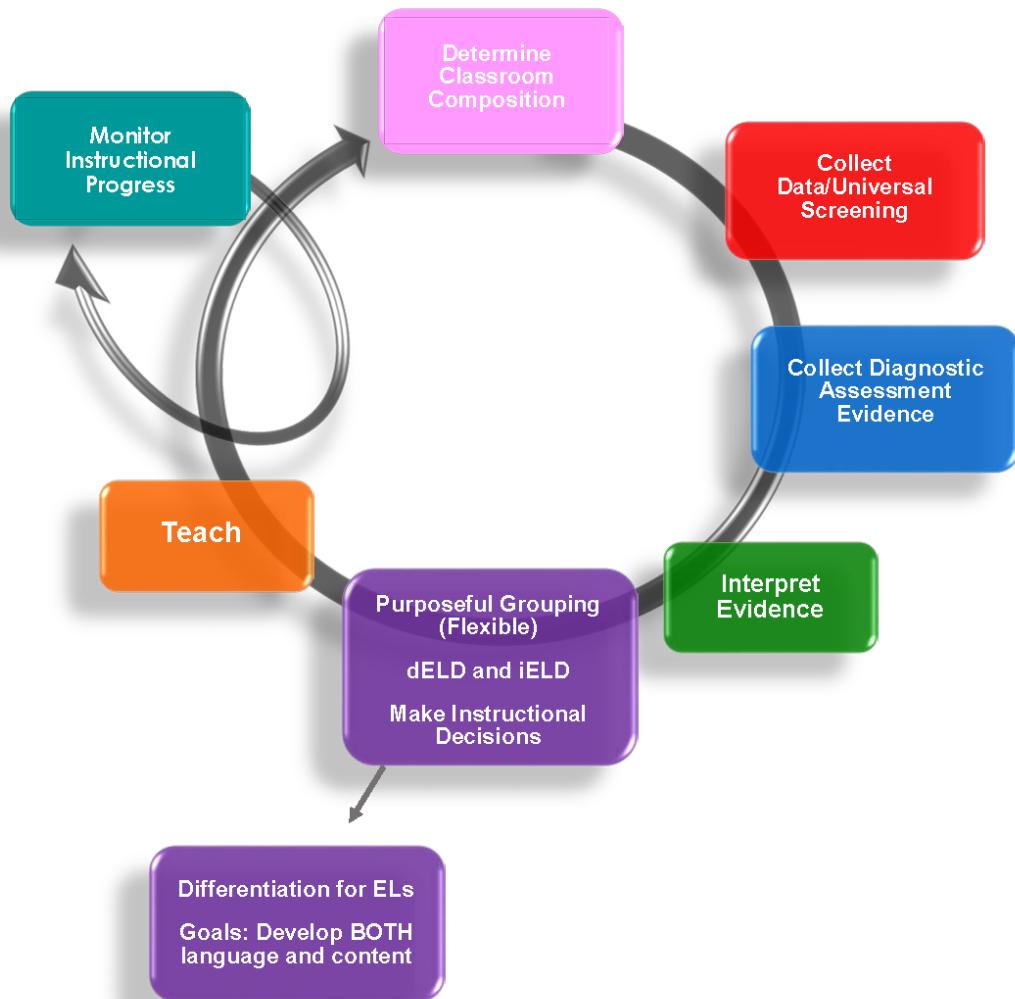 Determine
Classroom
Composition
Monitor
Instructional
Progress
Collect
Data/Universal
Screening
Collect Diagnostic
Assessment
Evidence
Teach
Interpret
Evidence
Purposeful Grouping
(Flexible)
dELD and iELD
Make Instructional
Decisions
Differentiation for ELs
Goals: Develop BOTH
language and content